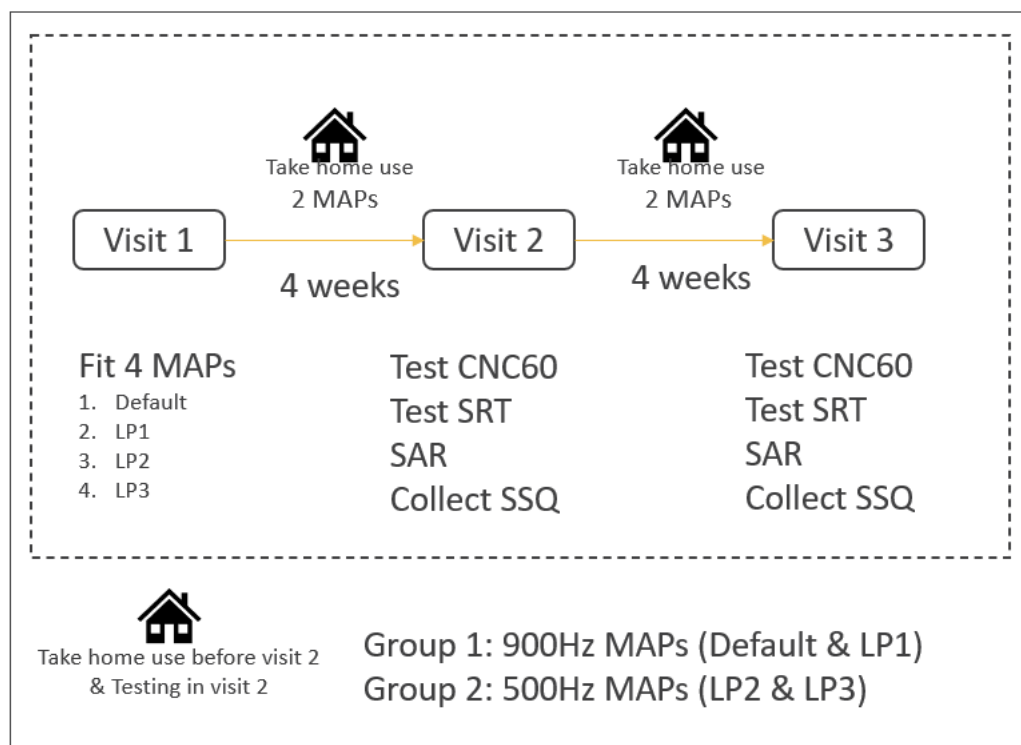 Take home use
2 MAPs
Take home use
2 MAPs
Visit 1
Visit 2
Visit 3
4 weeks
4 weeks
Fit 4 MAPs
1. Default
2. LP1
3. LP2
4. LP3
Test CNC60
Test SRT
SAR
Collect SSQ
Test CNC60
Test SRT
SAR
Collect SSQ
Take home use before visit 2
& Testing in visit 2
Group 1: 900Hz MAPs (Default & LP1)
Group 2: 500Hz MAPs (LP2 & LP3)